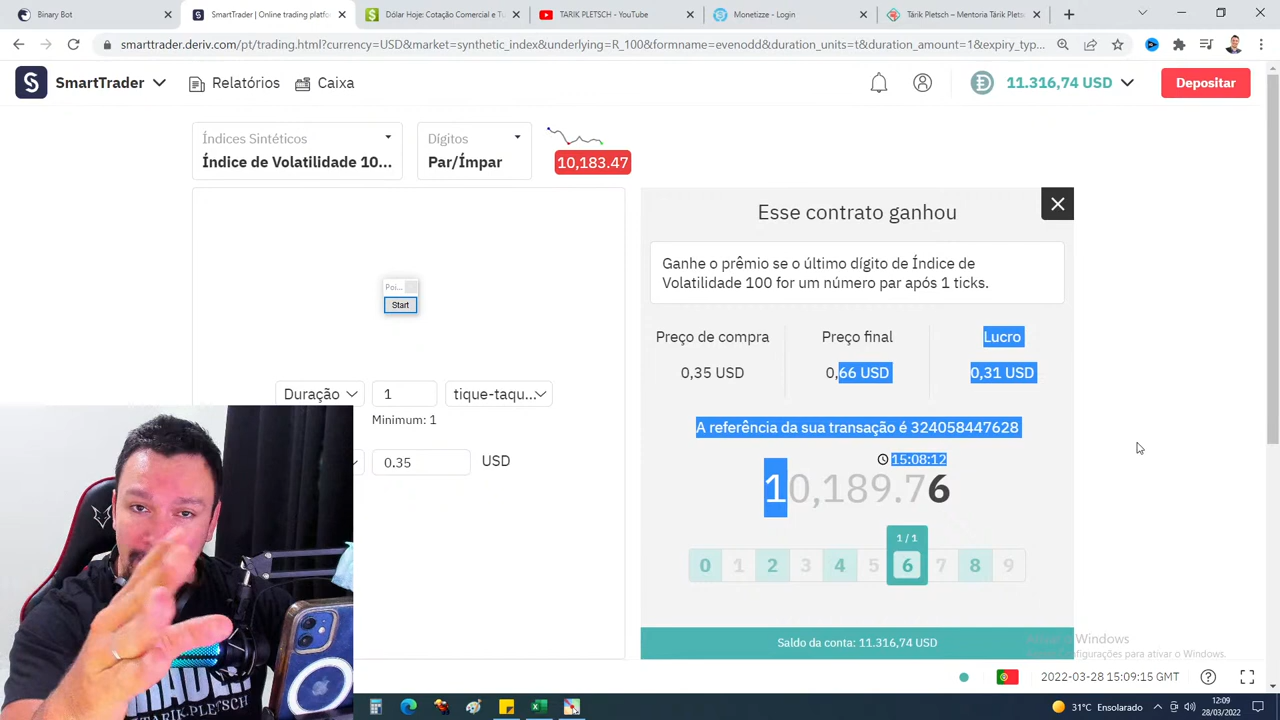 Binary Bot
SmartTrader | Online trading platfo
Dólar Hoje: Cotação Comercial e T
TARIK PLETSCH - YouTube
Monetizze - Login
Tárik Pletsch – Mentoria Tárik Plets
smarttrader.deriv.com/pt/trading.html?currency=USD&market=synthetic_index&underlying=R_100&formname=evenodd&duration_units=t&duration_amount=1&expiry_typ...
SmartTrader
Relatórios
Caixa
11.316,74 USD
Depositar
Índices Sintéticos
Índice de Volatilidade 10...
Dígitos
Par/Ímpar
10,183.47
Esse contrato ganhou
Ganhe o prêmio se o último dígito de Índice de
Volatilidade 100 for um número par após 1 ticks.
Poi...
Start
Preço de compra
Preço final
Lucro
0,35 USD
0,66 USD
0,31 USD
Duração
1
tique-taqu...
Minimum: 1
0.35
USD
A referência da sua transação é 324058447628
15:08:12
10,189.76
1 / 1
0 1 2 3 4 5 6 7 8 9
Saldo da conta: 11.316,74 USD
2022-03-28 15:09:15 GMT
TARIK-PLETSCH
31°C Ensolarado
12:09
28/03/2022